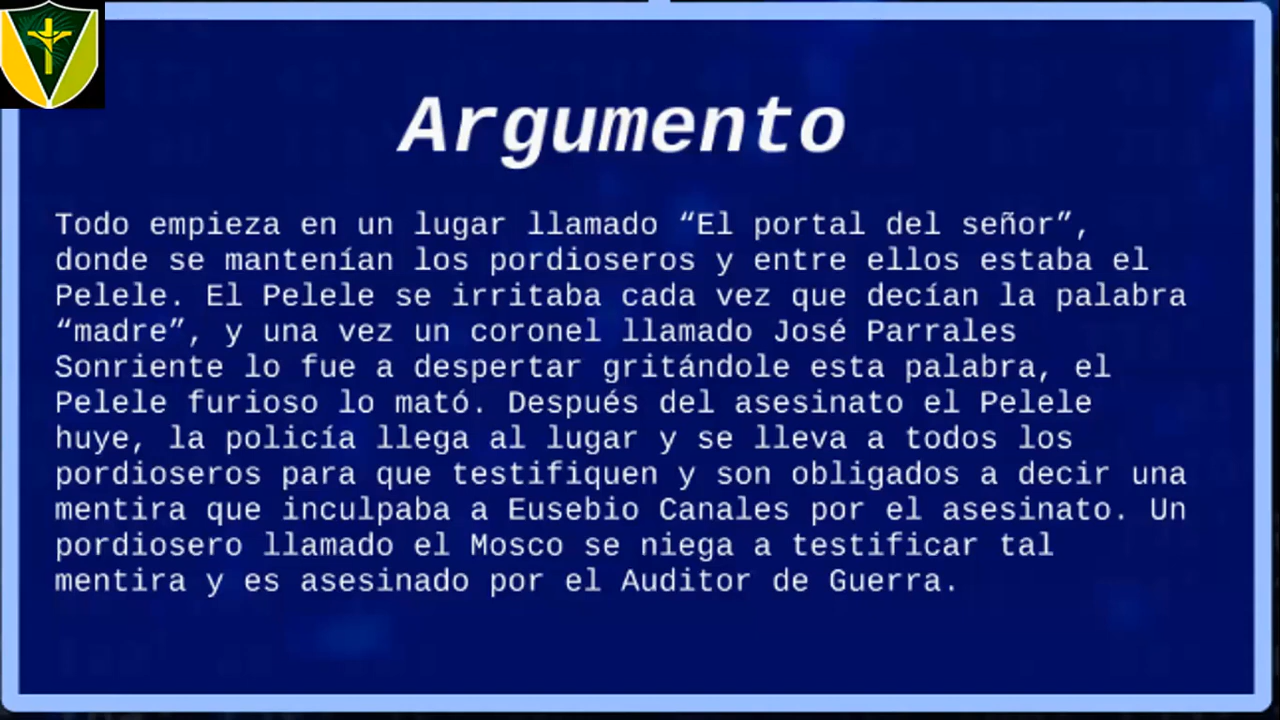 Argumento
Todo empieza en un lugar llamado “El portal del señor”,
donde se mantenían los pordioseros y entre ellos estaba el
Pelele. El Pelele se irritaba cada vez que decían la palabra
“madre”, y una vez un coronel llamado José Parrales
Sonriente lo fue a despertar gritándole esta palabra, el
Pelele furioso lo mató. Después del asesinato el Pelele
huye, la policía llega al lugar y se lleva a todos los
pordioseros para que testifiquen y son obligados a decir una
mentira que inculpaba a Eusebio Canales por el asesinato. Un
pordiosero llamado el Mosco se niega a testificar tal
mentira y es asesinado por el Auditor de Guerra.